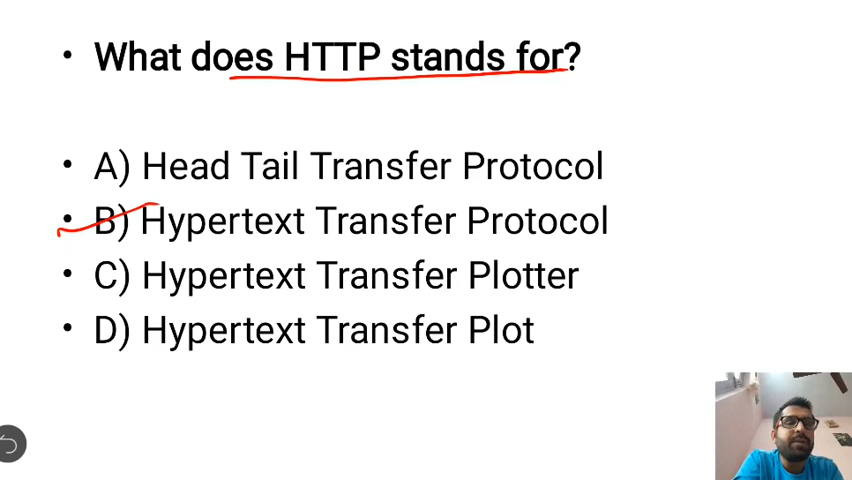 • What does HTTP stands for?
• A) Head Tail Transfer Protocol
• B) Hypertext Transfer Protocol
• C) Hypertext Transfer Plotter
• D) Hypertext Transfer Plot